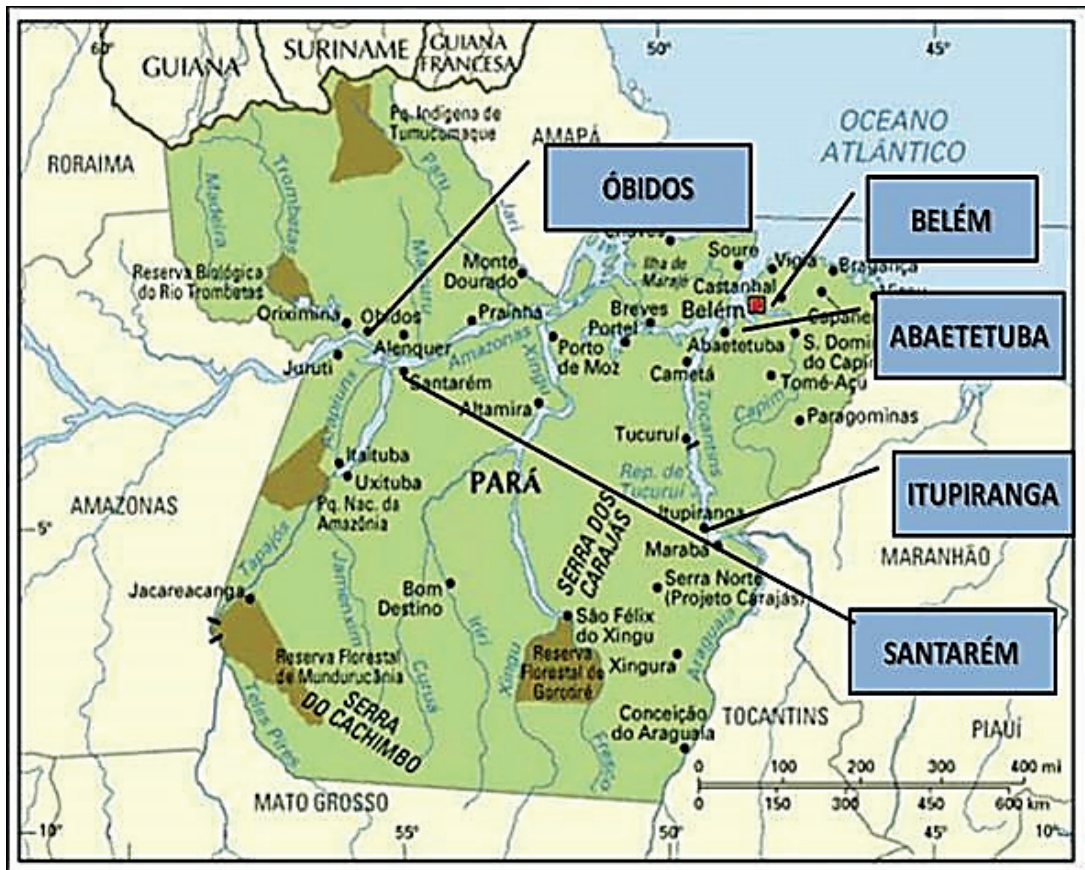 60°
50°
45°
SURINAME
GUIANA
FRANCESA
GUIANA
Pq. Indígena de
Tumucumaque
AMAPÁ
OCEANO
ATLÂNTICO
RORAIMA
Trombetas
Paru
Jari
Madeira
ÓBIDOS
BELÉM
Soure
Vigia
Bragança
Ilha de
Marajó
Reserva Biológica
do Rio Trombetas
Monte
Dourado
Castanhal
Oriximina
Óbidos
Prainha
Breves
Belém
ABAETETUBA
Alenquer
Amazonas
Portel
Abaetetuba
S. Domin
do Capi
Juruti
Porto
de Moz
Xingu
Santarém
Cametá
Tomé-Açu
Arapiuns
Altamira
Tocantins
Capim
Paragominas
Tucuruí
Itaituba
Uxituba
PARÁ
Rep. de
Tucuruí
ITUPIRANGA
AMAZONAS
Pq. Nac. da
Amazônia
Itupiranga
5°
SERRA DOS
CARAJÁS
Marabá
MARANHÃO
Tapajós
Jamenxim
Jacareacanga
Bom
Destino
Serra Norte
(Projeto Carajás)
Iriri
São Félix
do Xingu
Araguaia
SANTARÉM
Reserva Florestal
de Mundurucânia
Xingu
Reserva
Florestal de
Gorotire
Xingura
Curuá
SERRA
DO CACHIMBO
Conceição
do Araguaia
TOCANTINS
PIAUÍ
Teles Pires
Fresco
0 100 200 300 400 mi
0 150 300 450 600 km
MATO GROSSO
10°
55°
50°
45°
10°